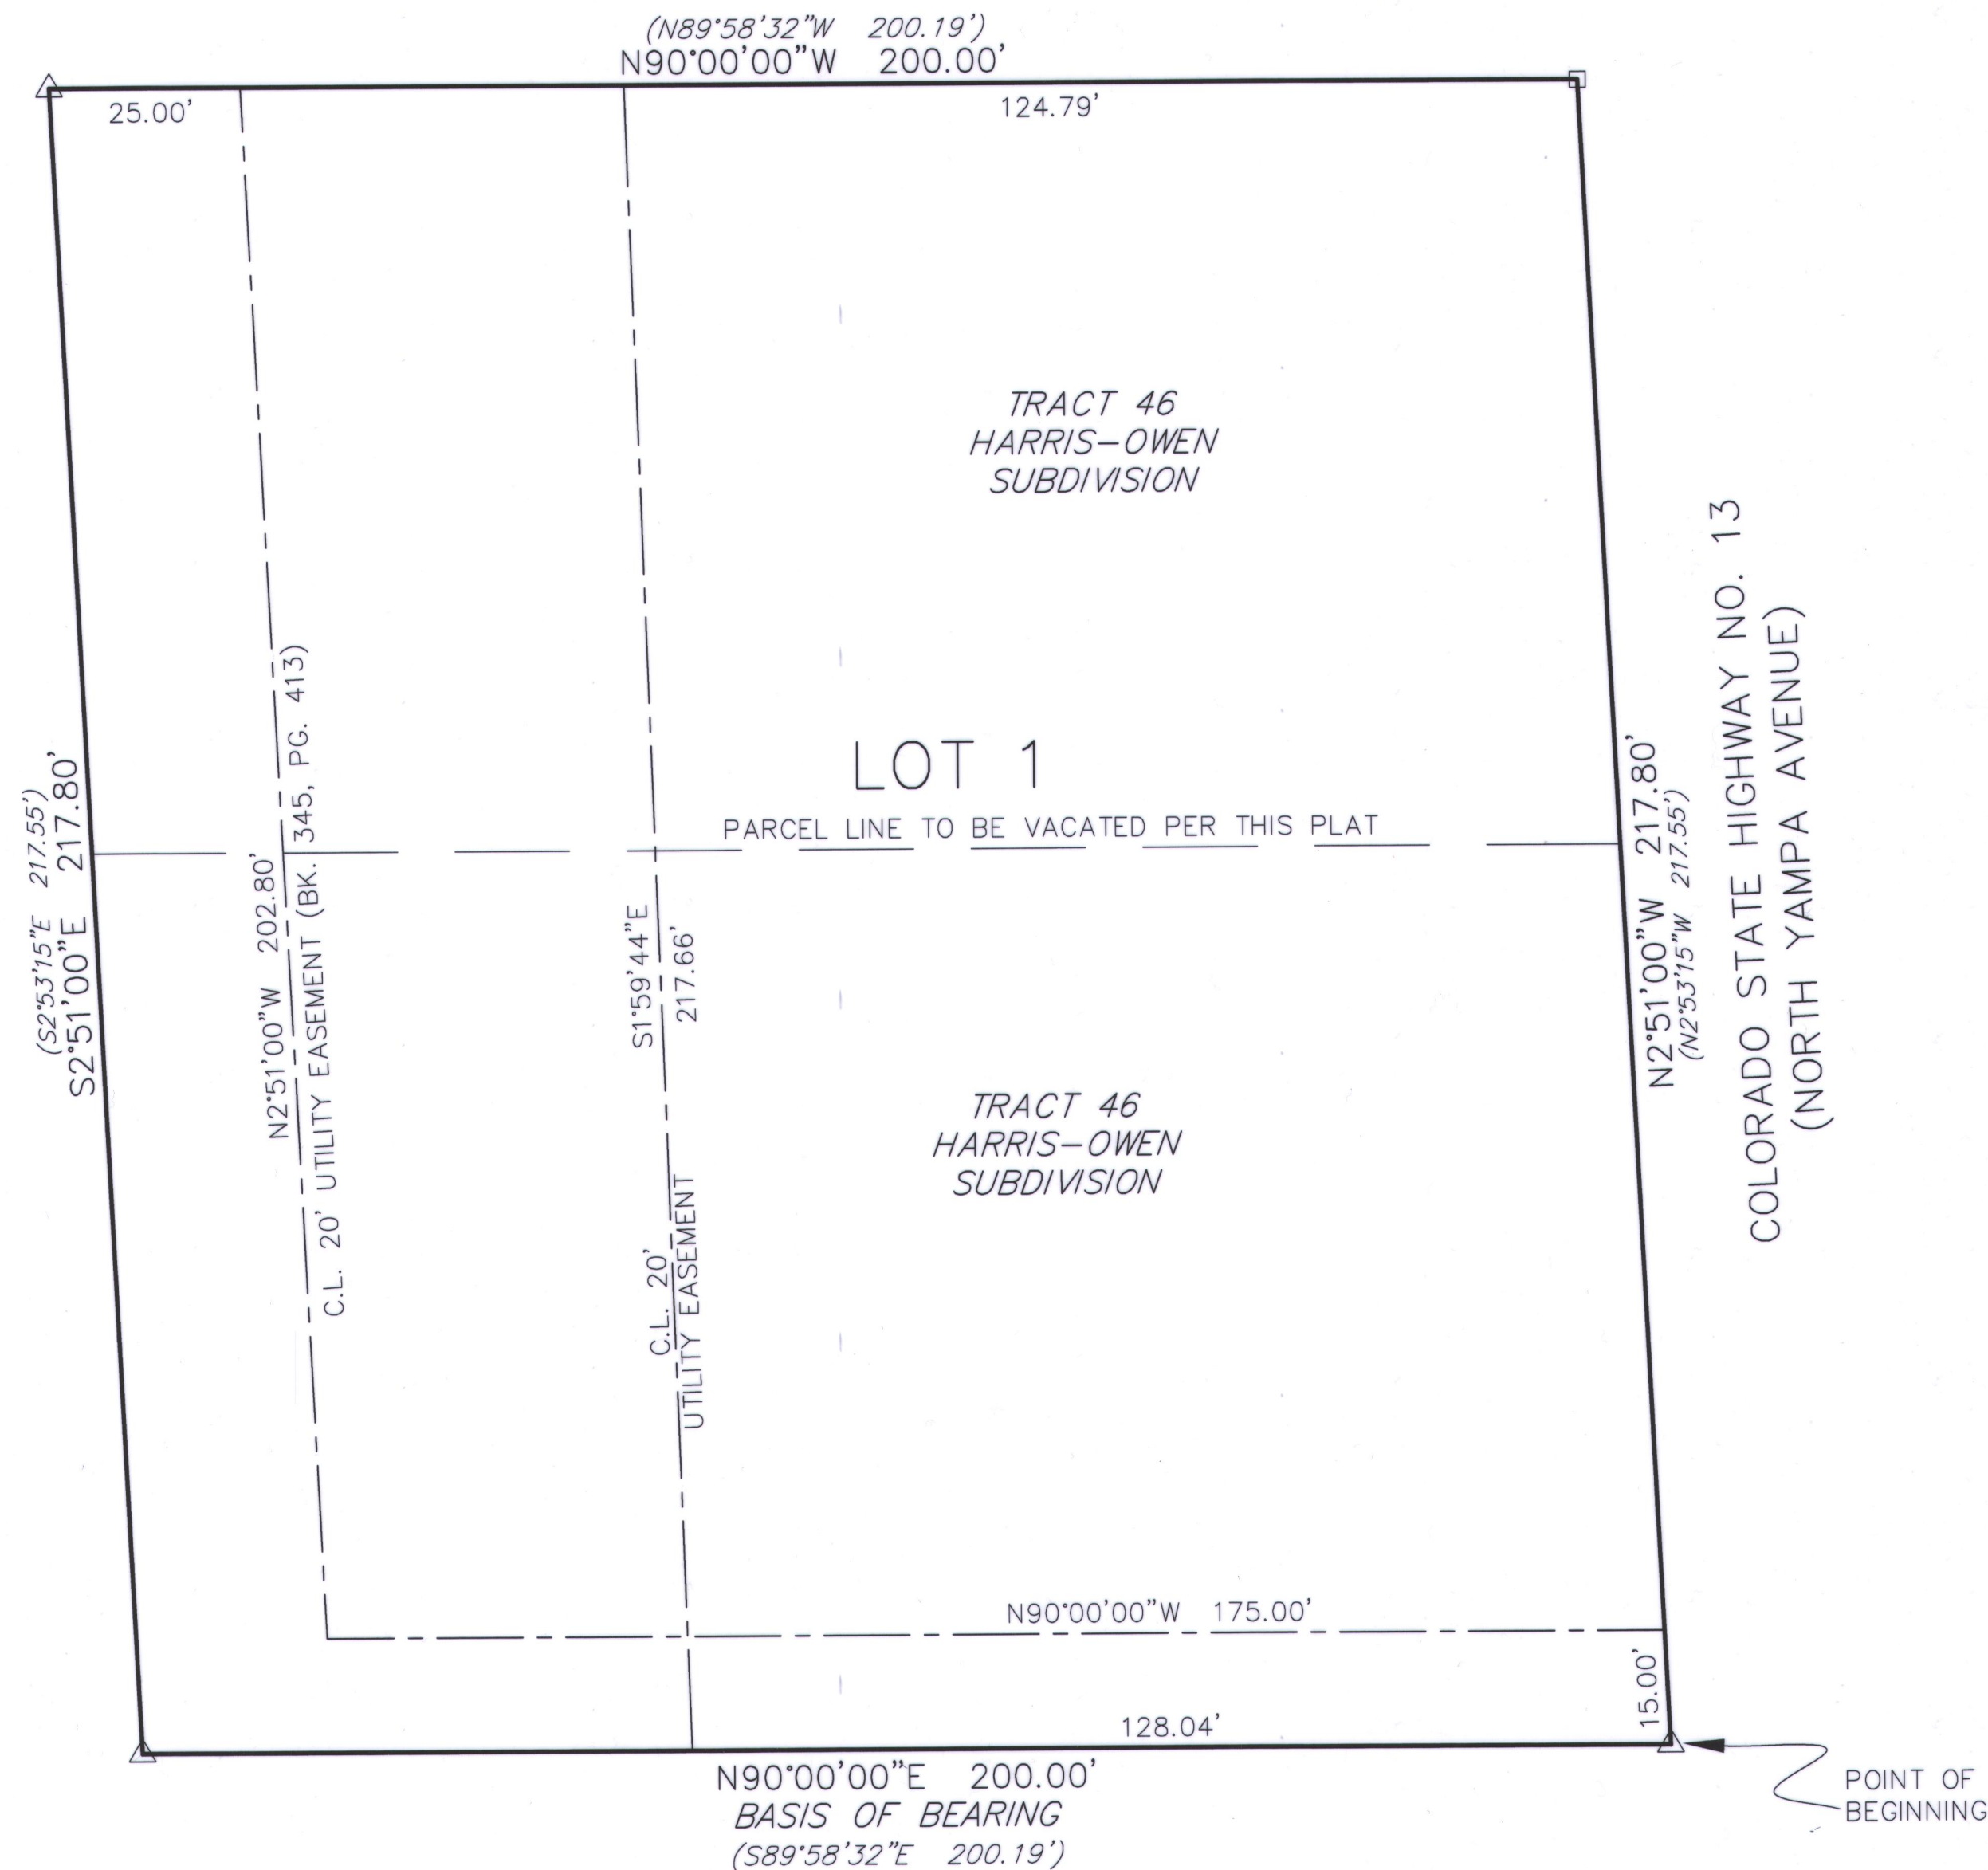 (N89°58'32"W 200.19')
N90°00'00"W 200.00'
25.00'
124.79'
TRACT 46
HARRIS-OWEN
SUBDIVISION
LOT 1
PARCEL LINE TO BE VACATED PER THIS PLAT
(S2°53'15"E 217.55')
S2°51'00"E 217.80'
N2°51'00"W 202.80'
C.L. 20' UTILITY EASEMENT (BK. 345, PG. 413)
S1°59'44"E
217.66'
C.L. 20'
UTILITY EASEMENT
TRACT 46
HARRIS-OWEN
SUBDIVISION
N2°51'00"W 217.80'
(N2°53'15"W 217.55')
COLORADO STATE HIGHWAY NO. 13
(NORTH YAMPA AVENUE)
N90°00'00"W 175.00'
15.00'
128.04'
N90°00'00"E 200.00'
BASIS OF BEARING
(S89°58'32"E 200.19')
POINT OF
BEGINNING